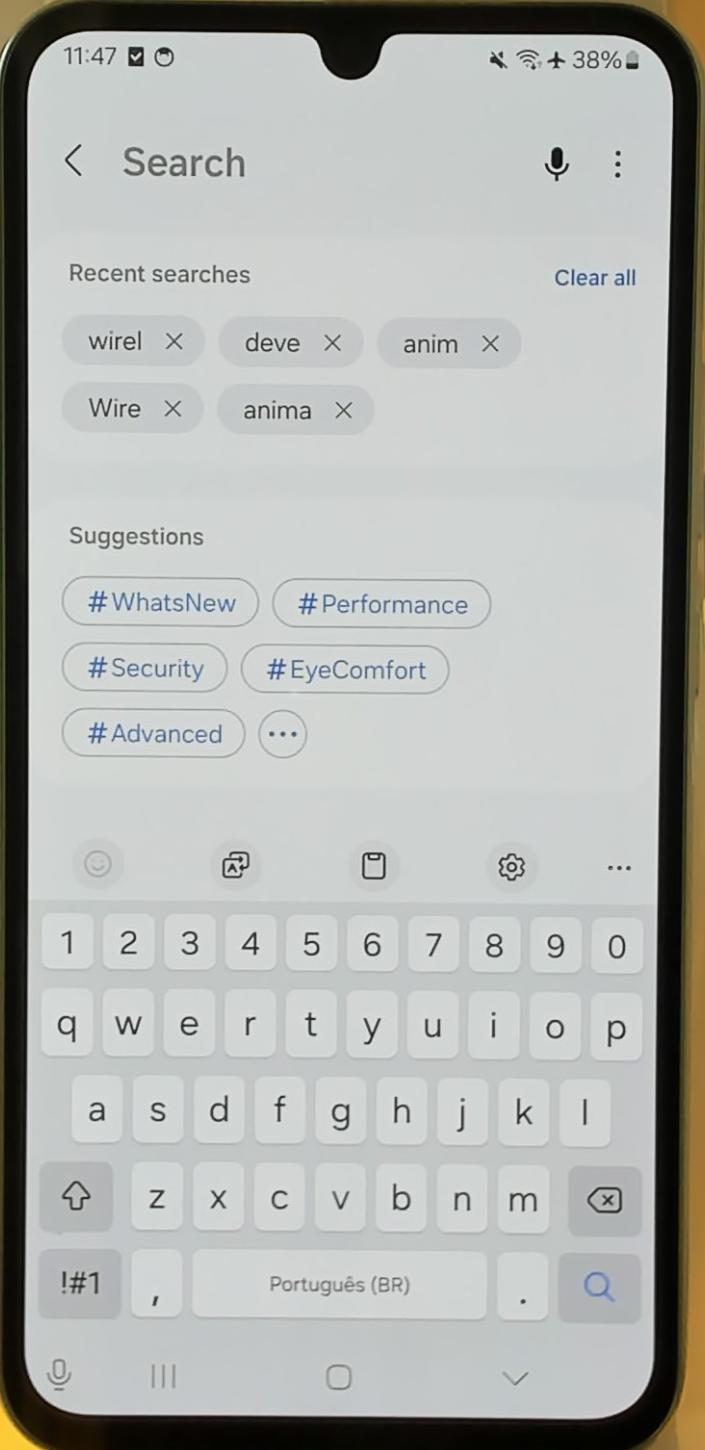 11:47 38%
Search
Recent searches Clear all
wirel deve anim
Wire anima
Suggestions
#WhatsNew #Performance
#Security #EyeComfort
#Advanced
1 2 3 4 5 6 7 8 9 0
q w e r t y u i o p
a s d f g h j k l
z x c v b n m
!#1 , Português (BR) .